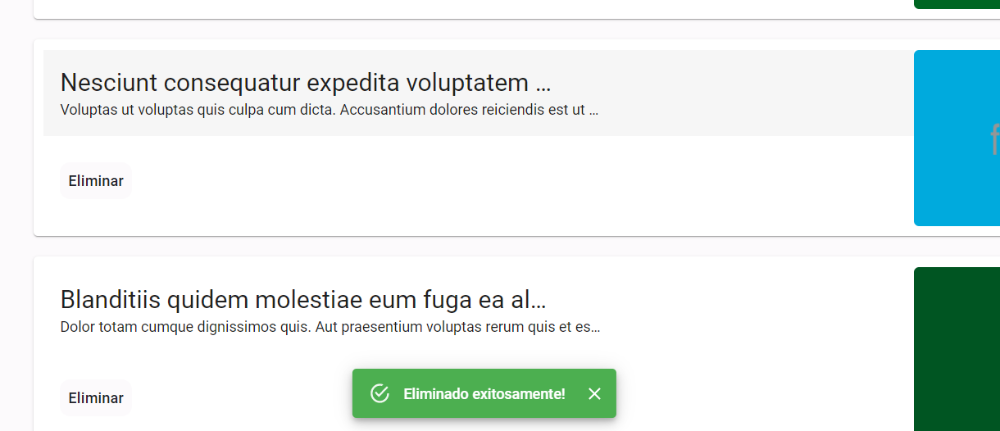 Nesciunt consequatur expedita voluptatem ...
Voluptas ut voluptas quis culpa cum dicta. Accusantium dolores reiciendis est ut ...
Eliminar
Blanditiis quidem molestiae eum fuga ea al...
Dolor totam cumque dignissimos quis. Aut praesentium voluptas rerum quis et es...
Eliminar
Eliminado exitosamente!